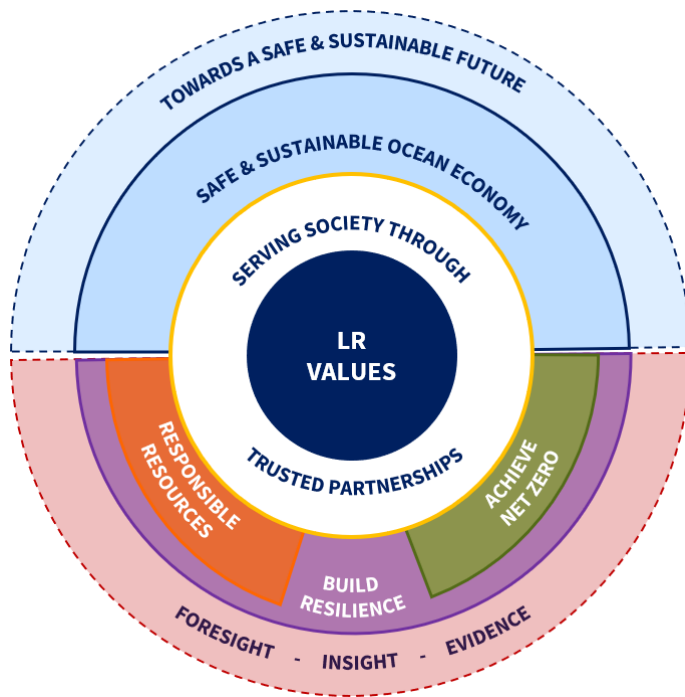 TOWARDS A SAFE & SUSTAINABLE FUTURE
SAFE & SUSTAINABLE OCEAN ECONOMY
SERVING SOCIETY THROUGH
LR
VALUES
TRUSTED PARTNERSHIPS
RESPONSIBLE
RESOURCES
BUILD
RESILIENCE
ACHIEVE
NET ZERO
FORESIGHT - INSIGHT - EVIDENCE